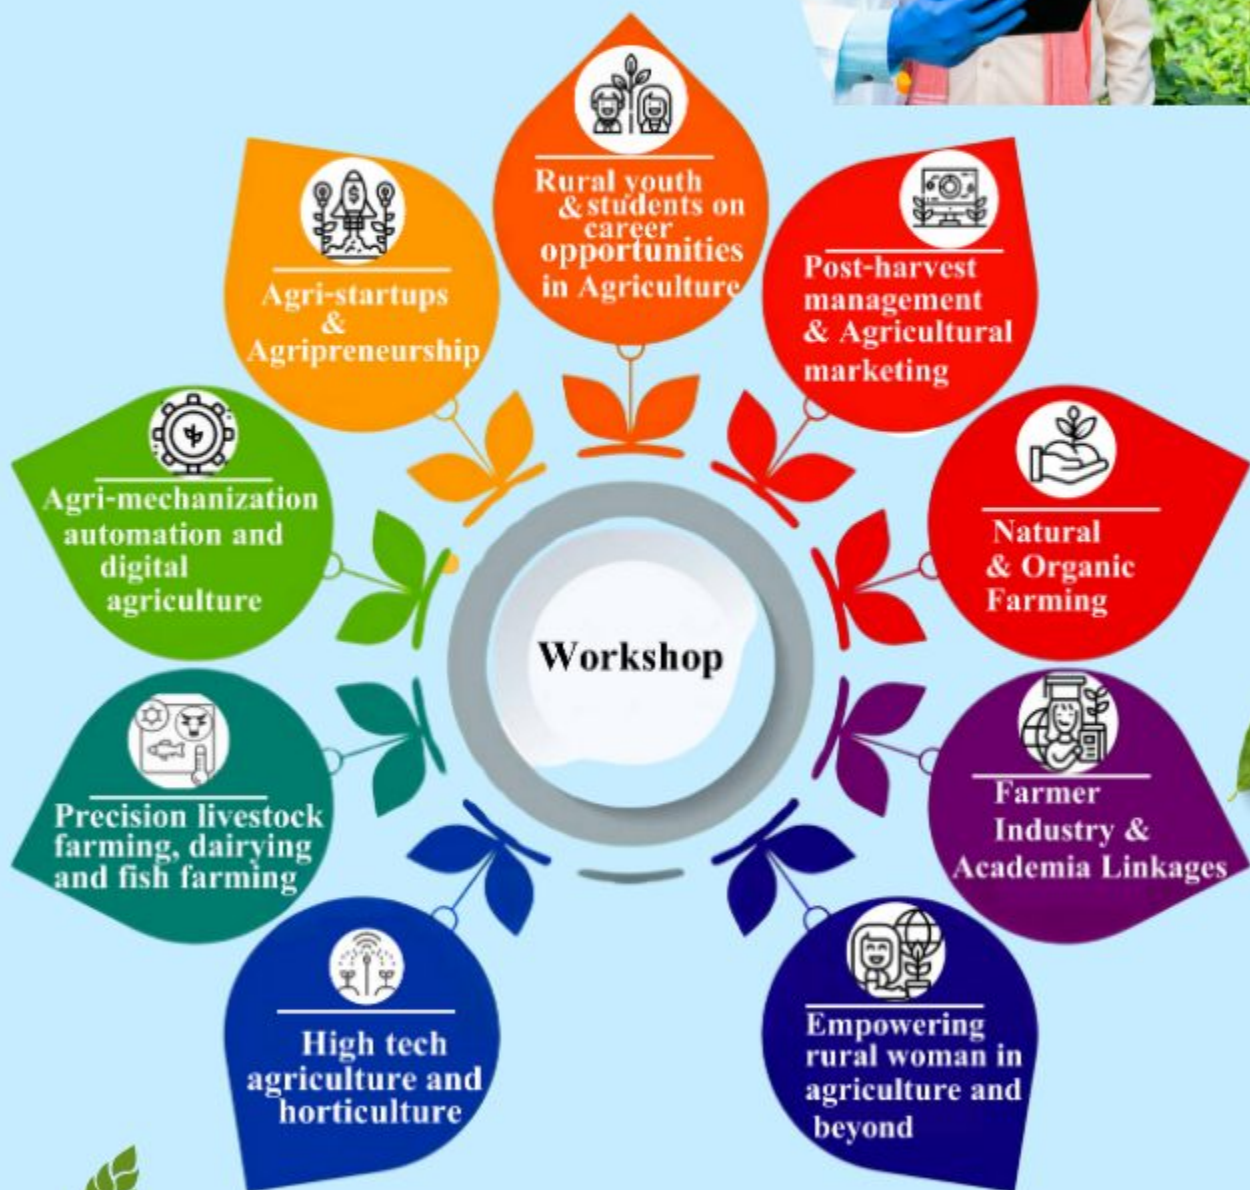 Rural youth
& students on
career
opportunities
in Agriculture
Agri-startups
&
Agripreneurship
Post-harvest
management
& Agricultural
marketing
Agri-mechanization
automation and
digital
agriculture
Natural
& Organic
Farming
Workshop
Precision livestock
farming, dairying
and fish farming
Farmer
Industry &
Academia Linkages
High tech
agriculture and
horticulture
Empowering
rural woman in
agriculture and
beyond